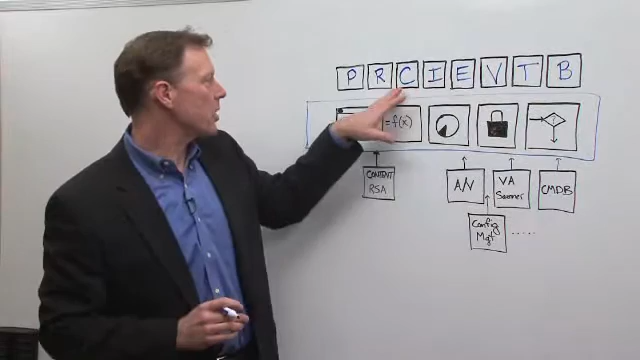 P R C I E V T B
= f(x)
CONTENT
RSA
A/V
VA
Scanner
CMDB
Config
Mgt .....